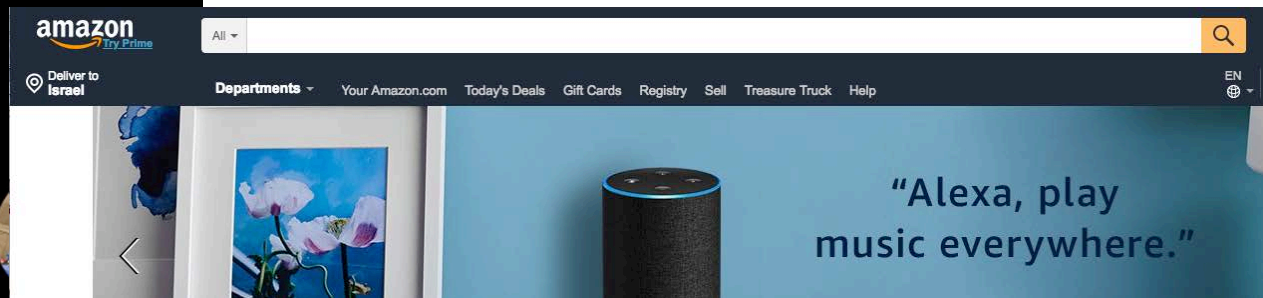 amazon
Try Prime
All
Deliver to
Israel
Departments Your Amazon.com Today's Deals Gift Cards Registry Sell Treasure Truck Help
EN
“Alexa, play
music everywhere.”